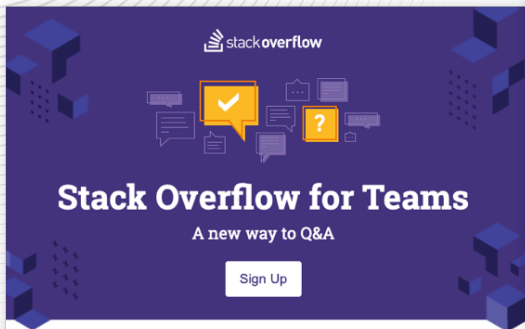 stackoverflow
?
Stack Overflow for Teams
A new way to Q&A
Sign Up